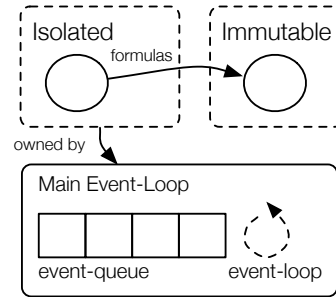 Isolated
Immutable
formulas
owned by
Main Event-Loop
event-queue
event-loop